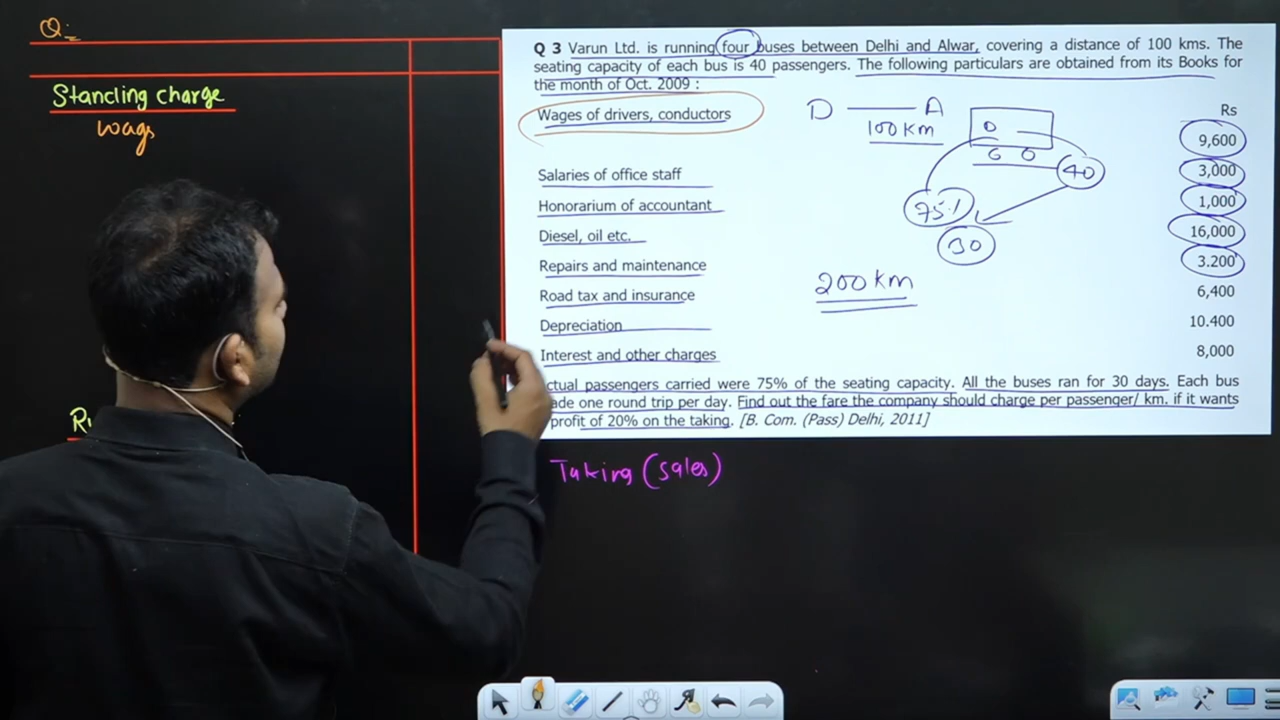 Q:-
Standing charge
Wags
Q 3 Varun Ltd. is running four buses between Delhi and Alwar, covering a distance of 100 kms. The
seating capacity of each bus is 40 passengers. The following particulars are obtained from its Books for
the month of Oct. 2009 :
Rs
Wages of drivers, conductors 9,600
Salaries of office staff 3,000
Honorarium of accountant 1,000
Diesel, oil etc. 16,000
Repairs and maintenance 3.200
Road tax and insurance 6,400
Depreciation 10.400
Interest and other charges 8,000
D A
100 km
40
75%
30
200 km
ctual passengers carried were 75% of the seating capacity. All the buses ran for 30 days. Each bus
ade one round trip per day. Find out the fare the company should charge per passenger/ km. if it wants
profit of 20% on the taking. [B. Com. (Pass) Delhi, 2011]
Taking (sales)